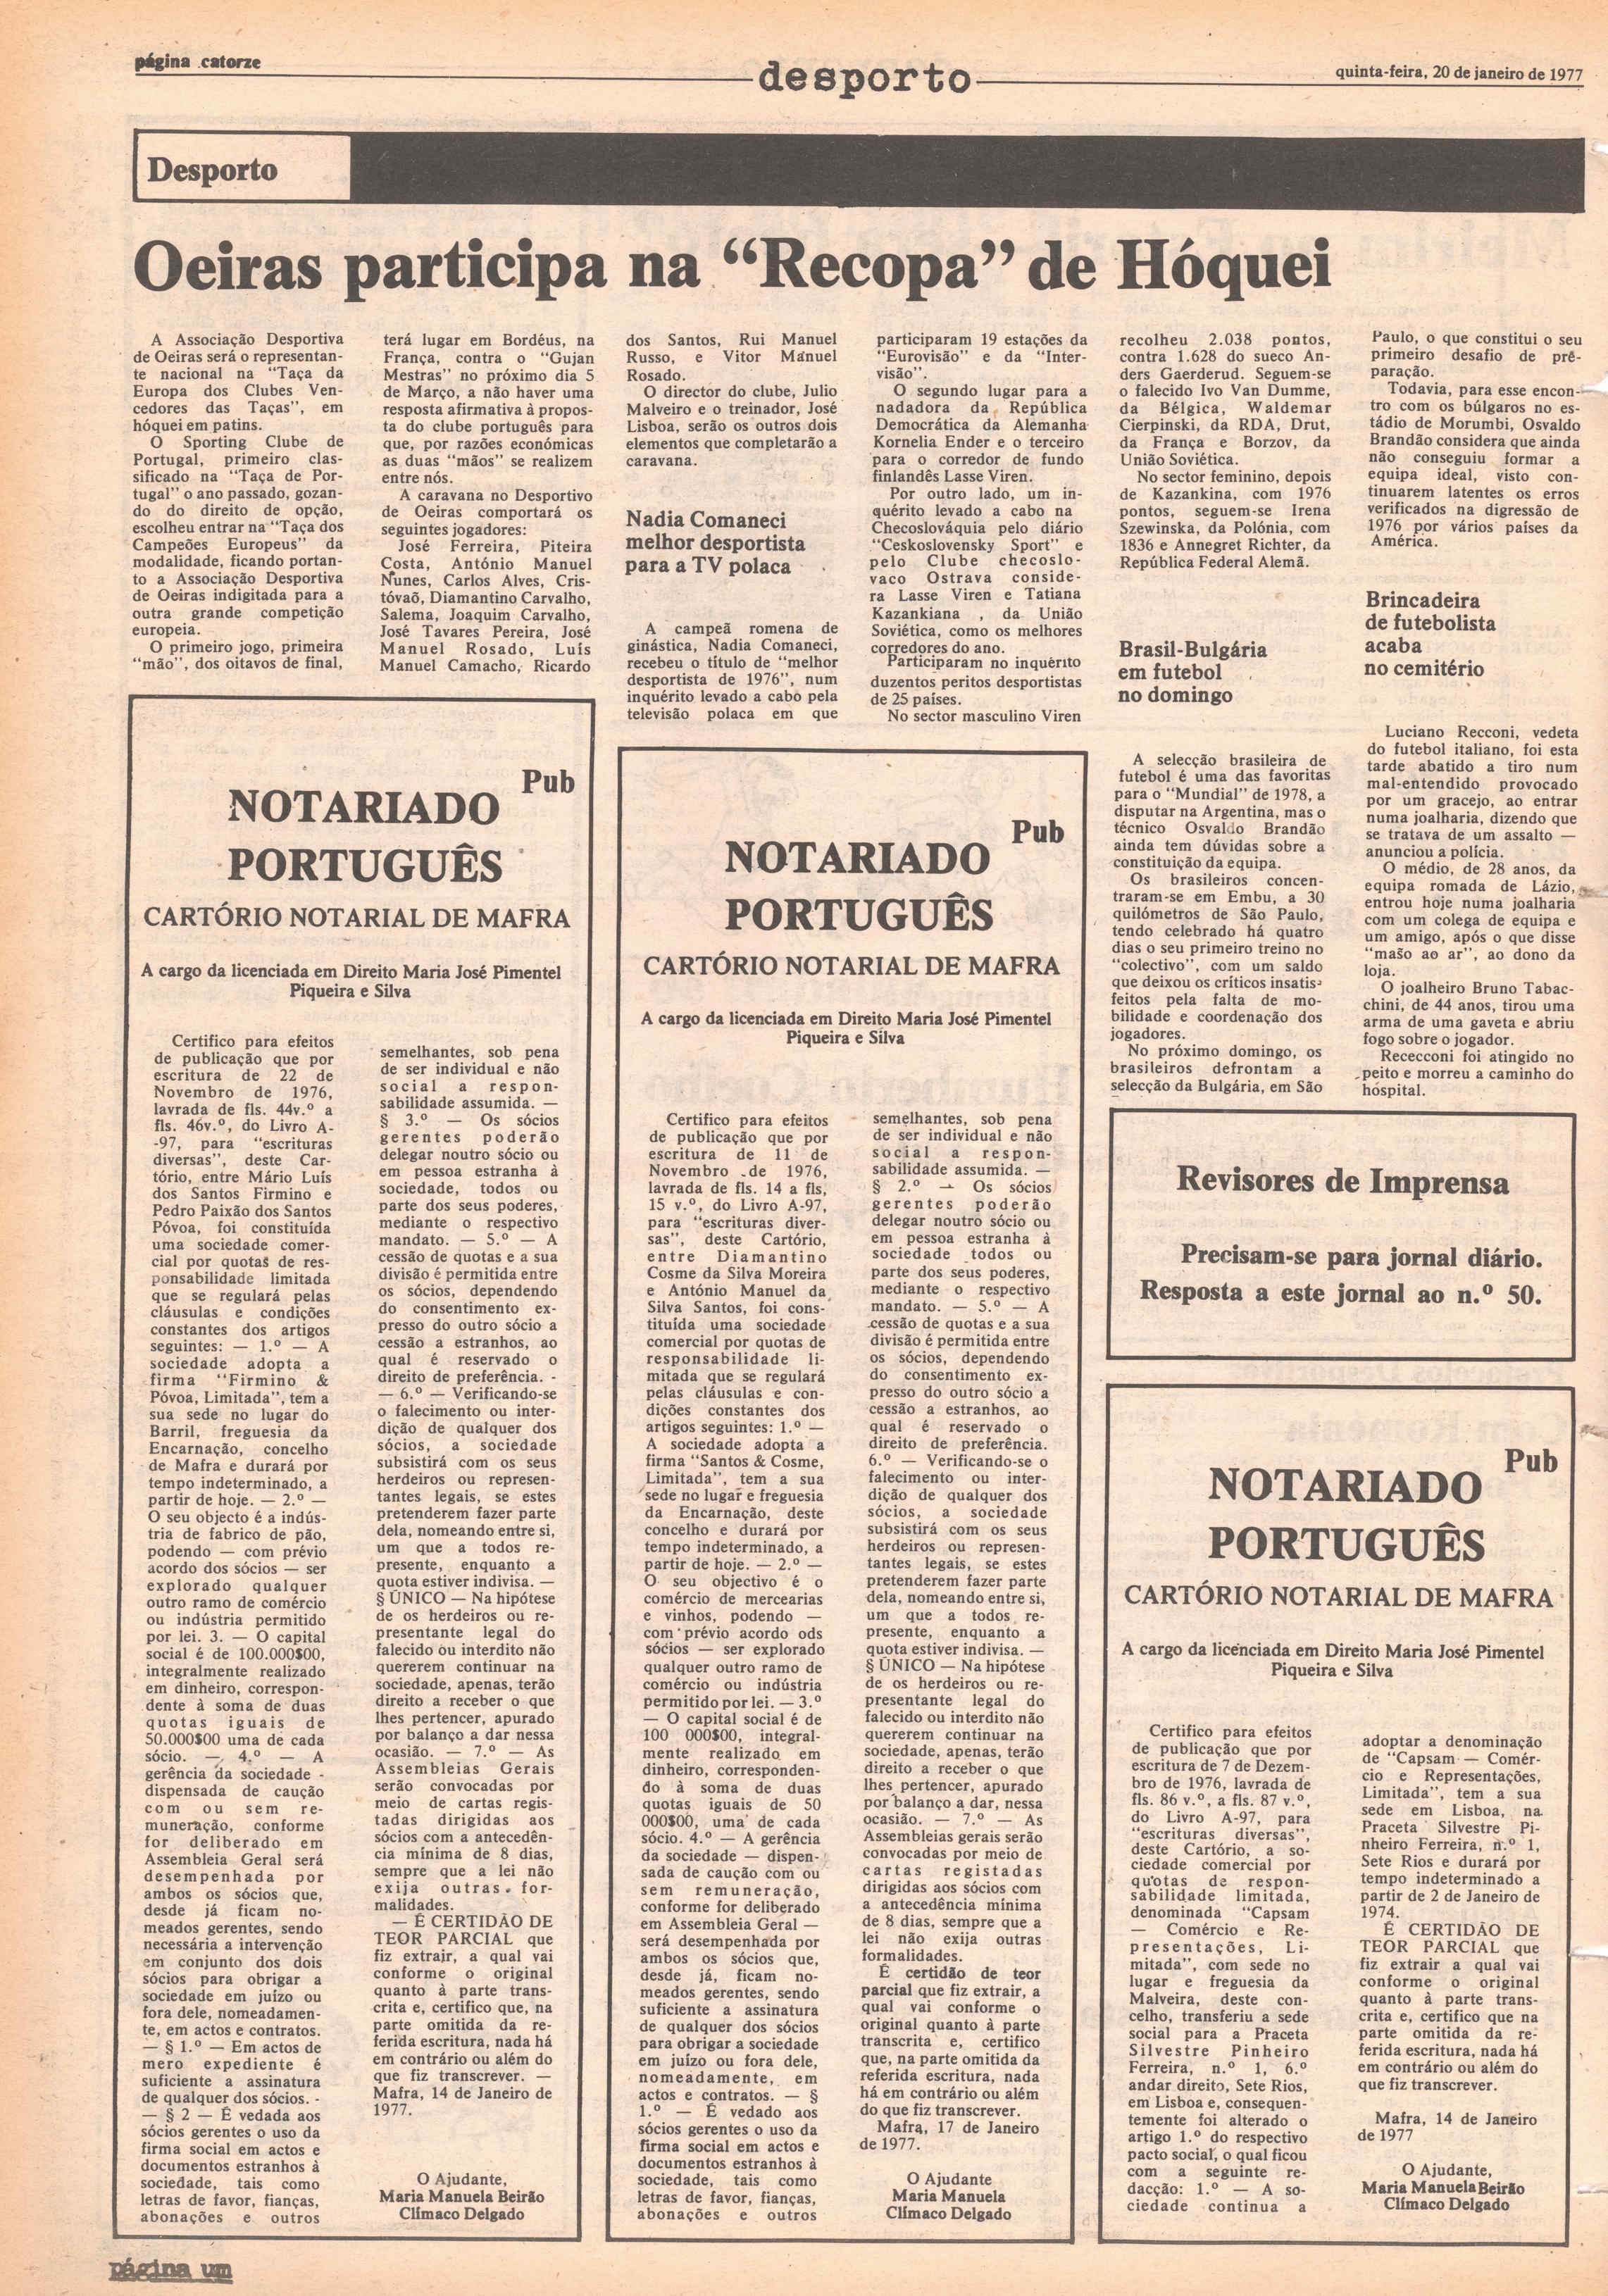 página catorze
desporto
quinta-feira, 20 de janeiro de 1977
Desporto
Oeiras participa na “Recopa” de Hóquei
A Associação Desportiva
de Oeiras será o representan-
te nacional na “Taça da
Europa dos Clubes Ven-
cedores das Taças”, em
hóquei em patins.
O Sporting Clube de
Portugal, primeiro clas-
sificado na “Taça de Por-
tugal” o ano passado, gozan-
do do direito de opção,
escolheu entrar na “Taça dos
Campeões Europeus” da
modalidade, ficando portan-
to a Associação Desportiva
de Oeiras indigitada para a
outra grande competição
europeia.
O primeiro jogo, primeira
“mão”, dos oitavos de final,
terá lugar em Bordéus, na
França, contra o “Gujan
Mestras” no próximo dia 5
de Março, a não haver uma
resposta afirmativa à propos-
ta do clube português para
que, por razões económicas
as duas “mãos” se realizem
entre nós.
A caravana no Desportivo
de Oeiras comportará os
seguintes jogadores:
José Ferreira, Piteira
Costa, António Manuel
Nunes, Carlos Alves, Cris-
tóvaõ, Diamantino Carvalho,
Salema, Joaquim Carvalho,
José Tavares Pereira, José
Manuel Rosado, Luís
Manuel Camacho, Ricardo
dos Santos, Rui Manuel
Russo, e Vitor Manuel
Rosado.
O director do clube, Julio
Malveiro e o treinador, José
Lisboa, serão os outros dois
elementos que completarão a
caravana.
Nadia Comaneci
melhor desportista
para a TV polaca
A campeã romena de
ginástica, Nadia Comaneci,
recebeu o título de “melhor
desportista de 1976”, num
inquérito levado a cabo pela
televisão polaca em que
participaram 19 estações da
“Eurovisão” e da “Inter-
visão”.
O segundo lugar para a
nadadora da República
Democrática da Alemanha
Kornelia Ender e o terceiro
para o corredor de fundo
finlandês Lasse Viren.
Por outro lado, um in-
quérito levado a cabo na
Checoslováquia pelo diário
“Ceskoslovensky Sport” e
pelo Clube checoslo-
vaco Ostrava conside-
ra Lasse Viren e Tatiana
Kazankiana , da União
Soviética, como os melhores
corredores do ano.
Participaram no inquérito
duzentos peritos desportistas
de 25 países.
No sector masculino Viren
recolheu 2.038 pontos,
contra 1.628 do sueco An-
ders Gaerderud. Seguem-se
o falecido Ivo Van Dumme,
da Bélgica, Waldemar
Cierpinski, da RDA, Drut,
da França e Borzov, da
União Soviética.
No sector feminino, depois
de Kazankina, com 1976
pontos, seguem-se Irena
Szewinska, da Polónia, com
1836 e Annegret Richter, da
República Federal Alemã.
Brasil-Bulgária
em futebol
no domingo
A selecção brasileira de
futebol é uma das favoritas
para o “Mundial” de 1978, a
disputar na Argentina, mas o
técnico Osvaldo Brandão
ainda tem dúvidas sobre a
constituição da equipa.
Os brasileiros concen-
traram-se em Embu, a 30
quilómetros de São Paulo,
tendo celebrado há quatro
dias o seu primeiro treino no
“colectivo”, com um saldo
que deixou os críticos insatis-
feitos pela falta de mo-
bilidade e coordenação dos
jogadores.
No próximo domingo, os
brasileiros defrontam a
selecção da Bulgária, em São
Paulo, o que constitui o seu
primeiro desafio de pré-
paração.
Todavia, para esse encon-
tro com os búlgaros no es-
tádio de Morumbi, Osvaldo
Brandão considera que ainda
não conseguiu formar a
equipa ideal, visto con-
tinuarem latentes os erros
verificados na digressão de
1976 por vários países da
América.
Brincadeira
de futebolista
acaba
no cemitério
Luciano Recconi, vedeta
do futebol italiano, foi esta
tarde abatido a tiro num
mal-entendido provocado
por um gracejo, ao entrar
numa joalharia, dizendo que
se tratava de um assalto —
anunciou a polícia.
O médio, de 28 anos, da
equipa romada de Lázio,
entrou hoje numa joalharia
com um colega de equipa e
um amigo, após o que disse
“mašo ao ar”, ao dono da
loja.
O joalheiro Bruno Tabac-
chini, de 44 anos, tirou uma
arma de uma gaveta e abriu
fogo sobre o jogador.
Rececconi foi atingido no
peito e morreu a caminho do
hóspital.
Pub
NOTARIADO
PORTUGUÊS
CARTÓRIO NOTARIAL DE MAFRA
A cargo da licenciada em Direito Maria José Pimentel
Piqueira e Silva
Certifico para efeitos
de publicação que por
escritura de 22 de
Novembro de 1976,
lavrada de fls. 44v.º a
fls. 46v.º, do Livro A-
-97, para “escrituras
diversas”, deste Car-
tório, entre Mário Luís
dos Santos Firmino e
Pedro Paixão dos Santos
Póvoa, foi constituída
uma sociedade comer-
cial por quotas de res-
ponsabilidade limitada
que se regulará pelas
cláusulas e condições
constantes dos artigos
seguintes: — 1.º — A
sociedade adopta a
firma “Firmino &
Póvoa, Limitada”, tem a
sua sede no lugar do
Barril, freguesia da
Encarnação, concelho
de Mafra e durará por
tempo indeterminado, a
partir de hoje. — 2.º —
O seu objecto é a indús-
tria de fabrico de pão,
podendo — com prévio
acordo dos sócios — ser
explorado qualquer
outro ramo de comércio
ou indústria permitido
por lei. 3. — O capital
social é de 100.000$00,
integralmente realizado
em dinheiro, correspon-
dente à soma de duas
quotas iguais de
50.000$00 uma de cada
sócio. — 4.º — A
gerência da sociedade -
dispensada de caução
com ou sem re-
muneração, conforme
for deliberado em
Assembleia Geral será
desempenhada por
ambos os sócios que,
desde já ficam no-
meados gerentes, sendo
necessária a intervenção
em conjunto dos dois
sócios para obrigar a
sociedade em juízo ou
fora dele, nomeadamen-
te, em actos e contratos.
— § 1.º — Em actos de
mero expediente é
suficiente a assinatura
de qualquer dos sócios. -
— § 2 — É vedada aos
sócios gerentes o uso da
firma social em actos e
documentos estranhos à
sociedade, tais como
letras de favor, fianças,
abonações e outros
semelhantes, sob pena
de ser individual e não
social a respon-
sabilidade assumida. —
§ 3.º — Os sócios
gerentes poderão
delegar noutro sócio ou
em pessoa estranha à
sociedade, todos ou
parte dos seus poderes,
mediante o respectivo
mandato. — 5.º — A
cessão de quotas e a sua
divisão é permitida entre
os sócios, dependendo
do consentimento ex-
presso do outro sócio a
cessão a estranhos, ao
qual é reservado o
direito de preferência. -
— 6.º — Verificando-se
o falecimento ou inter-
dição de qualquer dos
sócios, a sociedade
subsistirá com os seus
herdeiros ou represen-
tantes legais, se estes
pretenderem fazer parte
dela, nomeando entre si,
um que a todos re-
presente, enquanto a
quota estiver indivisa. —
§ ÚNICO — Na hipótese
de os herdeiros ou re-
presentante legal do
falecido ou interdito não
quererem continuar na
sociedade, apenas, terão
direito a receber o que
lhes pertencer, apurado
por balanço a dar nessa
ocasião. — 7.º — As
Assembleias Gerais
serão convocadas por
meio de cartas regis-
tadas dirigidas aos
sócios com a antecedên-
cia mínima de 8 dias,
sempre que a lei não
exija outras for-
malidades.
— É CERTIDÃO DE
TEOR PARCIAL que
fiz extrair, a qual vai
conforme o original
quanto à parte trans-
crita e, certifico que, na
parte omitida da re-
ferida escritura, nada há
em contrário ou além do
que fiz transcrever. —
Mafra, 14 de Janeiro de
1977.
O Ajudante,
Maria Manuela Beirão
Clímaco Delgado
Pub
NOTARIADO
PORTUGUÊS
CARTÓRIO NOTARIAL DE MAFRA
A cargo da licenciada em Direito Maria José Pimentel
Piqueira e Silva
Certifico para efeitos
de publicação que por
escritura de 11 de
Novembro de 1976,
lavrada de fls. 14 a fls,
15 v.º, do Livro A-97,
para “escrituras diver-
sas”, deste Cartório,
entre Diamantino
Cosme da Silva Moreira
e António Manuel da
Silva Santos, foi cons-
tituída uma sociedade
comercial por quotas de
responsabilidade li-
mitada que se regulará
pelas cláusulas e con-
dições constantes dos
artigos seguintes: 1.º —
A sociedade adopta a
firma “Santos & Cosme,
Limitada”, tem a sua
sede no lugar e freguesia
da Encarnação, deste
concelho e durará por
tempo indeterminado, a
partir de hoje. — 2.º —
O seu objectivo é o
comércio de mercearias
e vinhos, podendo —
com prévio acordo ods
sócios — ser explorado
qualquer outro ramo de
comércio ou indústria
permitido por lei. — 3.º
— O capital social é de
100 000$00, integral-
mente realizado em
dinheiro, corresponden-
do à soma de duas
quotas iguais de 50
000$00, uma de cada
sócio. 4.º — A gerência
da sociedade — dispen-
sada de caução com ou
sem remuneração,
conforme for deliberado
em Assembleia Geral —
será desempenhada por
ambos os sócios que,
desde já, ficam no-
meados gerentes, sendo
suficiente a assinatura
de qualquer dos sócios
para obrigar a sociedade
em juízo ou fora dele,
nomeadamente, em
actos e contratos. — §
1.º — É vedado aos
sócios gerentes o uso da
firma social em actos e
documentos estranhos à
sociedade, tais como
letras de favor, fianças,
abonações e outros
semelhantes, sob pena
de ser individual e não
social a respon-
sabilidade assumida. —
§ 2.º — Os sócios
gerentes poderão
delegar noutro sócio ou
em pessoa estranha à
sociedade todos ou
parte dos seus poderes,
mediante o respectivo
mandato. — 5.º — A
cessão de quotas e a sua
divisão é permitida entre
os sócios, dependendo
do consentimento ex-
presso do outro sócio a
cessão a estranhos, ao
qual é reservado o
direito de preferência.
6.º — Verificando-se o
falecimento ou inter-
dição de qualquer dos
sócios, a sociedade
subsistirá com os seus
herdeiros ou represen-
tantes legais, se estes
pretenderem fazer parte
dela, nomeando entre si,
um que a todos re-
presente, enquanto a
quota estiver indivisa. —
§ ÚNICO — Na hipótese
de os herdeiros ou re-
presentante legal do
falecido ou interdito não
quererem continuar na
sociedade, apenas, terão
direito a receber o que
lhes pertencer, apurado
por balanço a dar, nessa
ocasião. — 7.º — As
Assembleias gerais serão
convocadas por meio de
cartas registadas
dirigidas aos sócios com
a antecedência mínima
de 8 dias, sempre que a
lei não exija outras
formalidades.
É certidão de teor
parcial que fiz extrair, a
qual vai conforme o
original quanto à parte
transcrita e, certifico
que, na parte omitida da
referida escritura, nada
há em contrário ou além
do que fiz transcrever.
Mafra, 17 de Janeiro
de 1977.
O Ajudante
Maria Manuela
Clímaco Delgado
Revisores de Imprensa
Precisam-se para jornal diário.
Resposta a este jornal ao n.º 50.
Pub
NOTARIADO
PORTUGUÊS
CARTÓRIO NOTARIAL DE MAFRA
A cargo da licenciada em Direito Maria José Pimentel
Piqueira e Silva
Certifico para efeitos
de publicação que por
escritura de 7 de Dezem-
bro de 1976, lavrada de
fls. 86 v.º, a fls. 87 v.º,
do Livro A-97, para
“escrituras diversas”,
deste Cartório, a so-
ciedade comercial por
quotas de respon-
sabilidade limitada,
denominada “Capsam
— Comércio e Re-
presentações, Li-
mitada”, com sede no
lugar e freguesia da
Malveira, deste con-
celho, transferiu a sede
social para a Praceta
Silvestre Pinheiro
Ferreira, n.º 1, 6.º
andar direito, Sete Rios,
em Lisboa e, consequen-
temente foi alterado o
artigo 1.º do respectivo
pacto social, o qual ficou
com a seguinte re-
dacção: 1.º — A so-
ciedade continua a
adoptar a denominação
de “Capsam — Comér-
cio e Representações,
Limitada”, tem a sua
sede em Lisboa, na
Praceta Silvestre Pi-
nheiro Ferreira, n.º 1,
Sete Rios e durará por
tempo indeterminado a
partir de 2 de Janeiro de
1974.
É CERTIDÃO DE
TEOR PARCIAL que
fiz extrair a qual vai
conforme o original
quanto à parte trans-
crita e, certifico que na
parte omitida da re-
ferida escritura, nada há
em contrário ou além do
que fiz transcrever.
Mafra, 14 de Janeiro
de 1977
O Ajudante,
Maria Manuela Beirão
Clímaco Delgado
página um